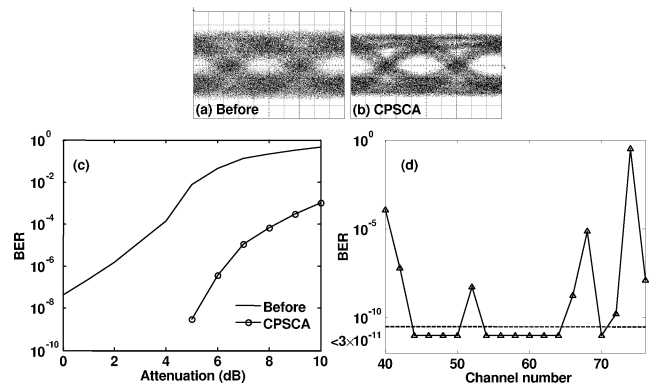 (a) Before
(b) CPSCA
(c)
BER
10^0
10^-2
10^-4
10^-6
10^-8
10^-10
0 2 4 6 8 10
Attenuation (dB)
Before
CPSCA
(d)
BER
10^0
10^-5
10^-10
<3×10^-11
40 50 60 70
Channel number